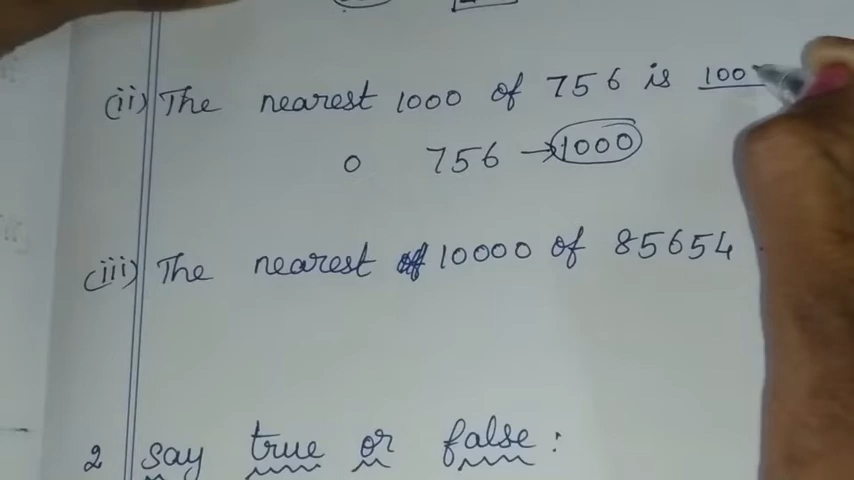 (ii) The nearest 1000 of 756 is 100
0 756 → 1000
(iii) The nearest 10000 of 85654
2 say true or false :